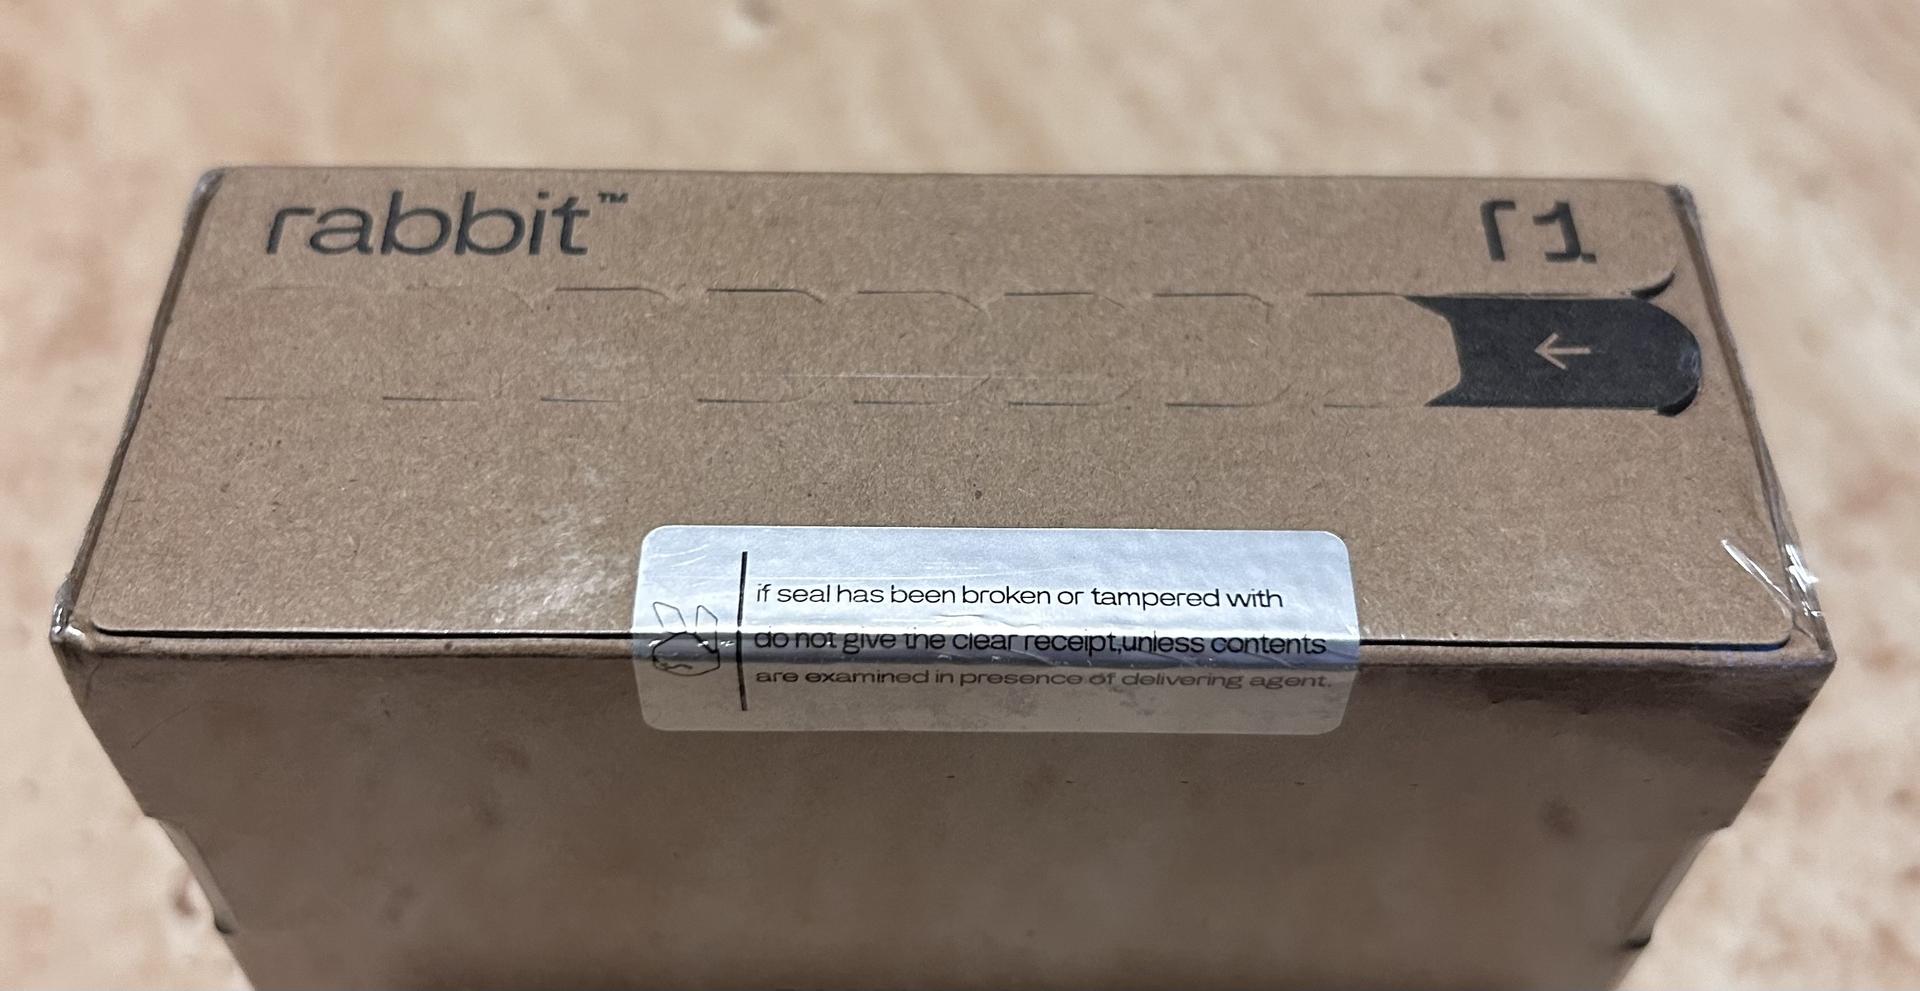 rabbit™ r1
←
if seal has been broken or tampered with
do not give the clear receipt,unless contents
are examined in presence of delivering agent.